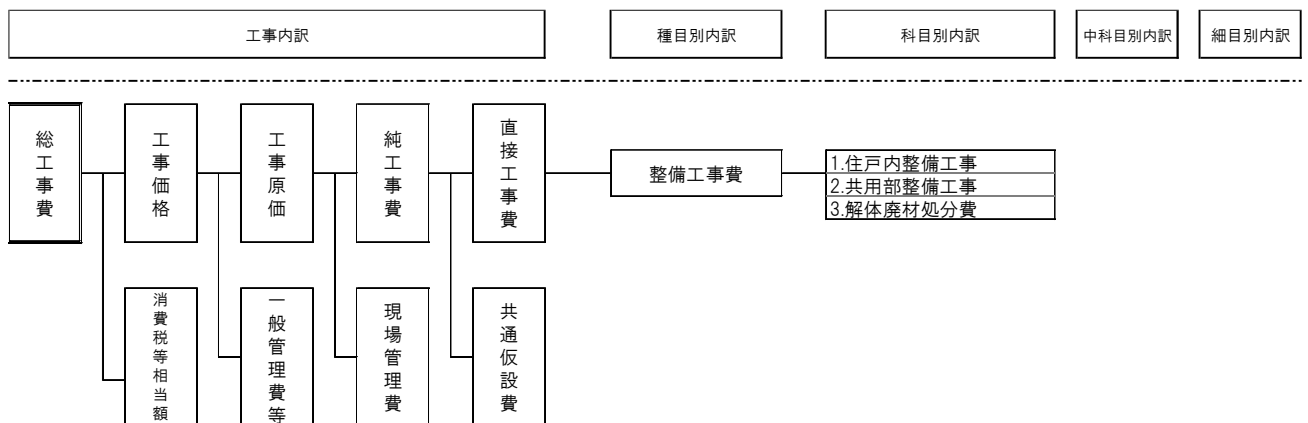 工事内訳
種目別内訳
科目別内訳
中科目別内訳
細目別内訳
総工事費
工事価格
工事原価
純工事費
直接工事費
整備工事費
1.住戸内整備工事
2.共用部整備工事
3.解体廃材処分費
消費税等相当額
一般管理費等
現場管理費
共通仮設費